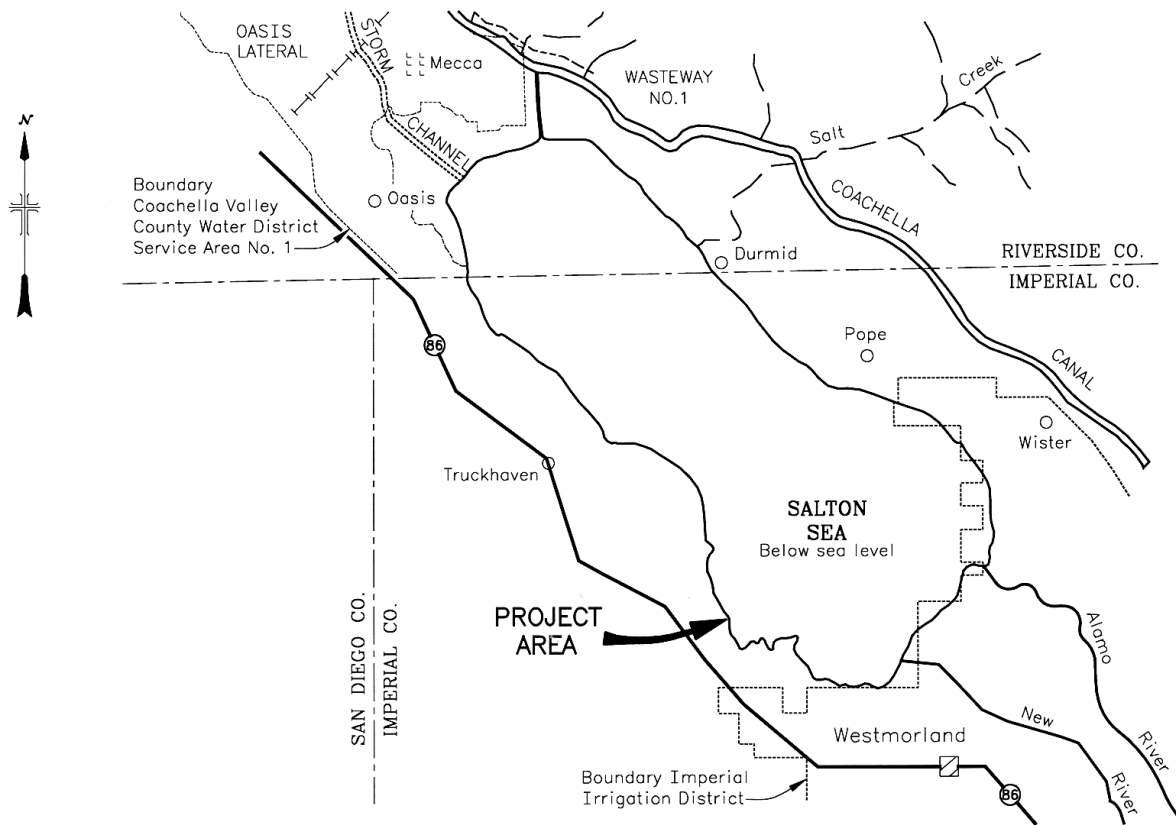 OASIS
LATERAL
STORM
CHANNEL
Mecca
WASTEWAY
NO.1
Creek
Salt
N
Boundary
Coachella Valley
County Water District
Service Area No. 1
Oasis
COACHELLA
CANAL
Durmid
RIVERSIDE CO.
IMPERIAL CO.
86
Pope
Wister
Truckhaven
SALTON
SEA
Below sea level
PROJECT
AREA
SAN DIEGO CO.
IMPERIAL CO.
Alamo
River
New
River
Westmorland
Boundary Imperial
Irrigation District
86